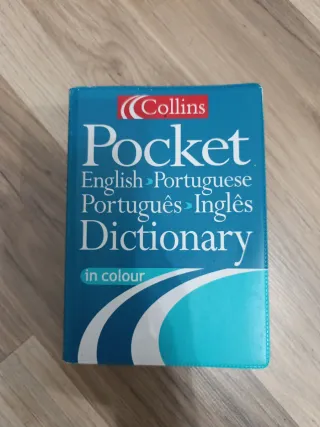 Collins
Pocket
English > Portuguese
Português > Inglês
Dictionary
in colour